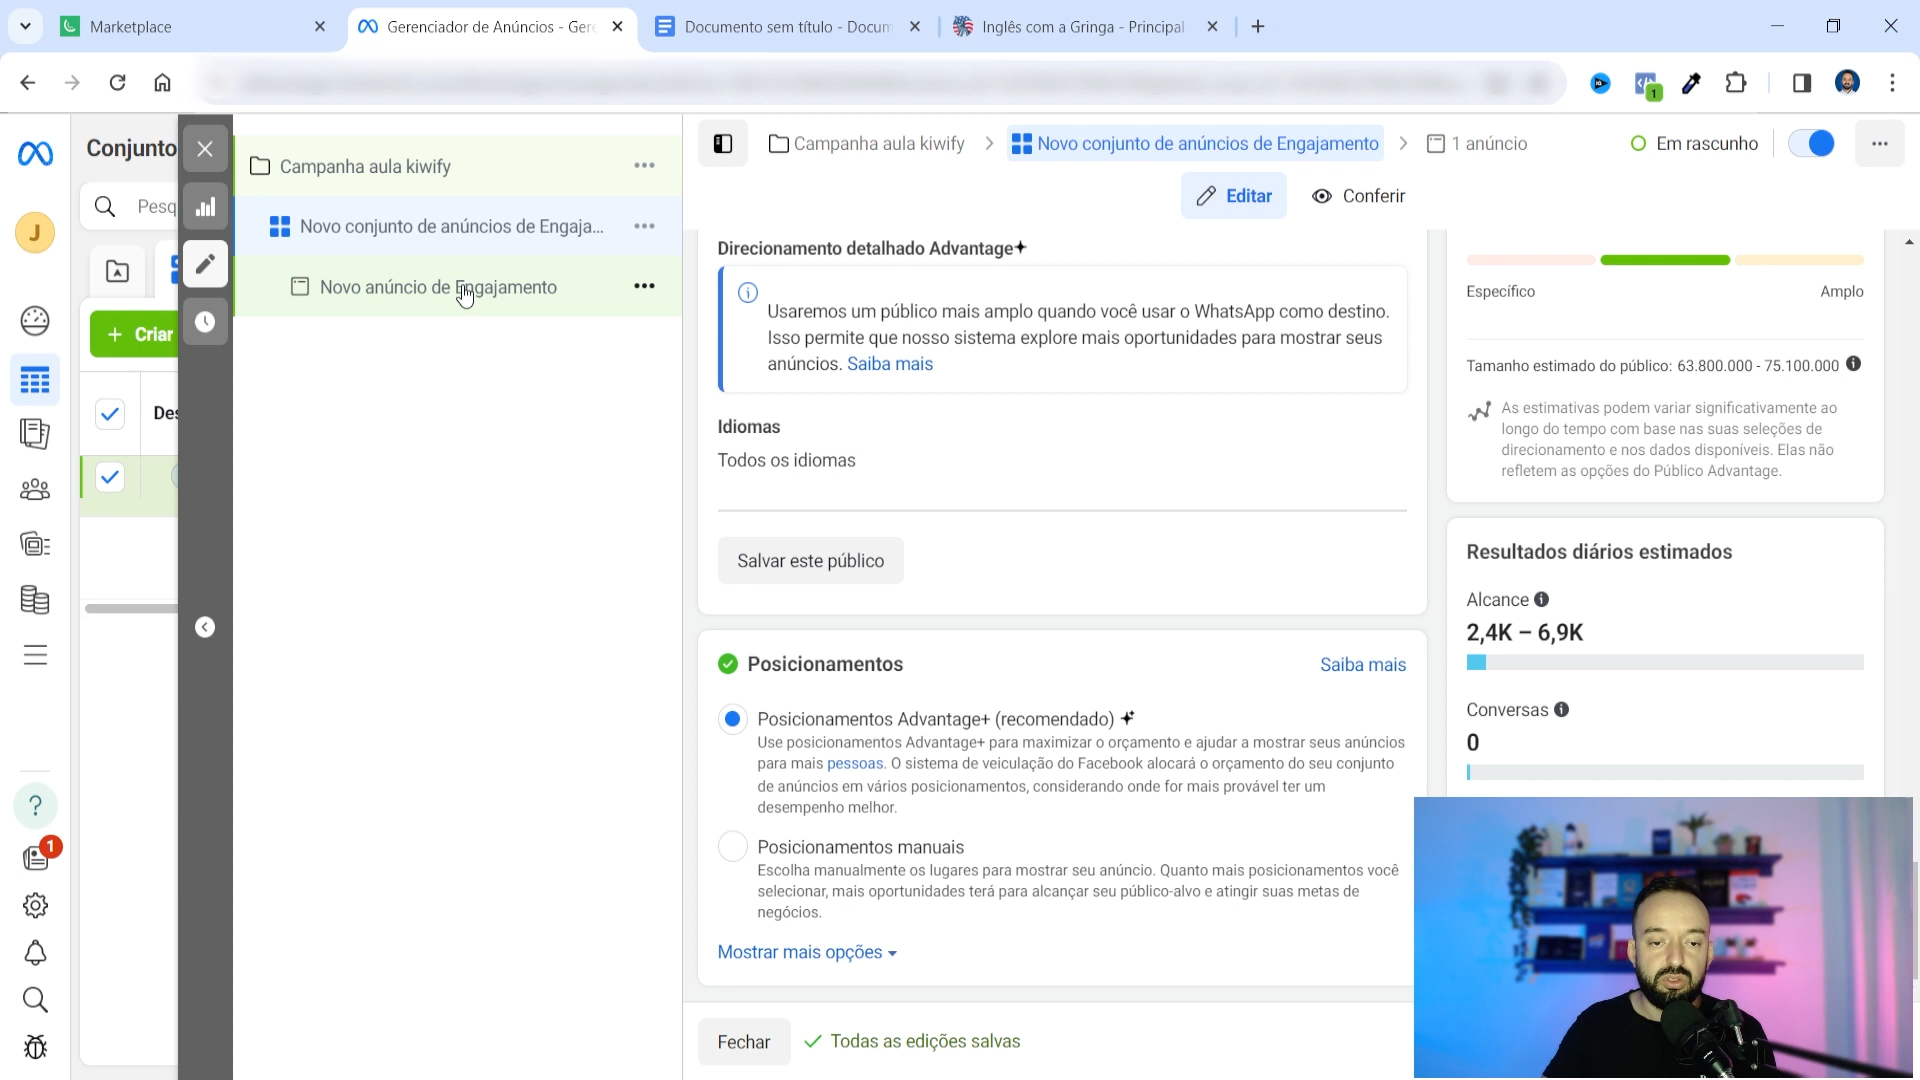 Marketplace
Gerenciador de Anúncios - Gere
Documento sem título - Docum
Inglês com a Gringa - Principal
1
Conjunto
Pesq
J
+ Criar
Des
?
1
Campanha aula kiwify
Novo conjunto de anúncios de Engaja...
Novo anúncio de Engajamento
Campanha aula kiwify
Novo conjunto de anúncios de Engajamento
1 anúncio
Em rascunho
Editar
Conferir
Direcionamento detalhado Advantage+
Usaremos um público mais amplo quando você usar o WhatsApp como destino.
Isso permite que nosso sistema explore mais oportunidades para mostrar seus
anúncios. Saiba mais
Idiomas
Todos os idiomas
Salvar este público
Posicionamentos
Saiba mais
Posicionamentos Advantage+ (recomendado)
Use posicionamentos Advantage+ para maximizar o orçamento e ajudar a mostrar seus anúncios
para mais pessoas. O sistema de veiculação do Facebook alocará o orçamento do seu conjunto
de anúncios em vários posicionamentos, considerando onde for mais provável ter um
desempenho melhor.
Posicionamentos manuais
Escolha manualmente os lugares para mostrar seu anúncio. Quanto mais posicionamentos você
selecionar, mais oportunidades terá para alcançar seu público-alvo e atingir suas metas de
negócios.
Mostrar mais opções
Fechar
Todas as edições salvas
Específico
Amplo
Tamanho estimado do público: 63.800.000 - 75.100.000
As estimativas podem variar significativamente ao
longo do tempo com base nas suas seleções de
direcionamento e nos dados disponíveis. Elas não
refletem as opções do Público Advantage.
Resultados diários estimados
Alcance
2,4K – 6,9K
Conversas
0